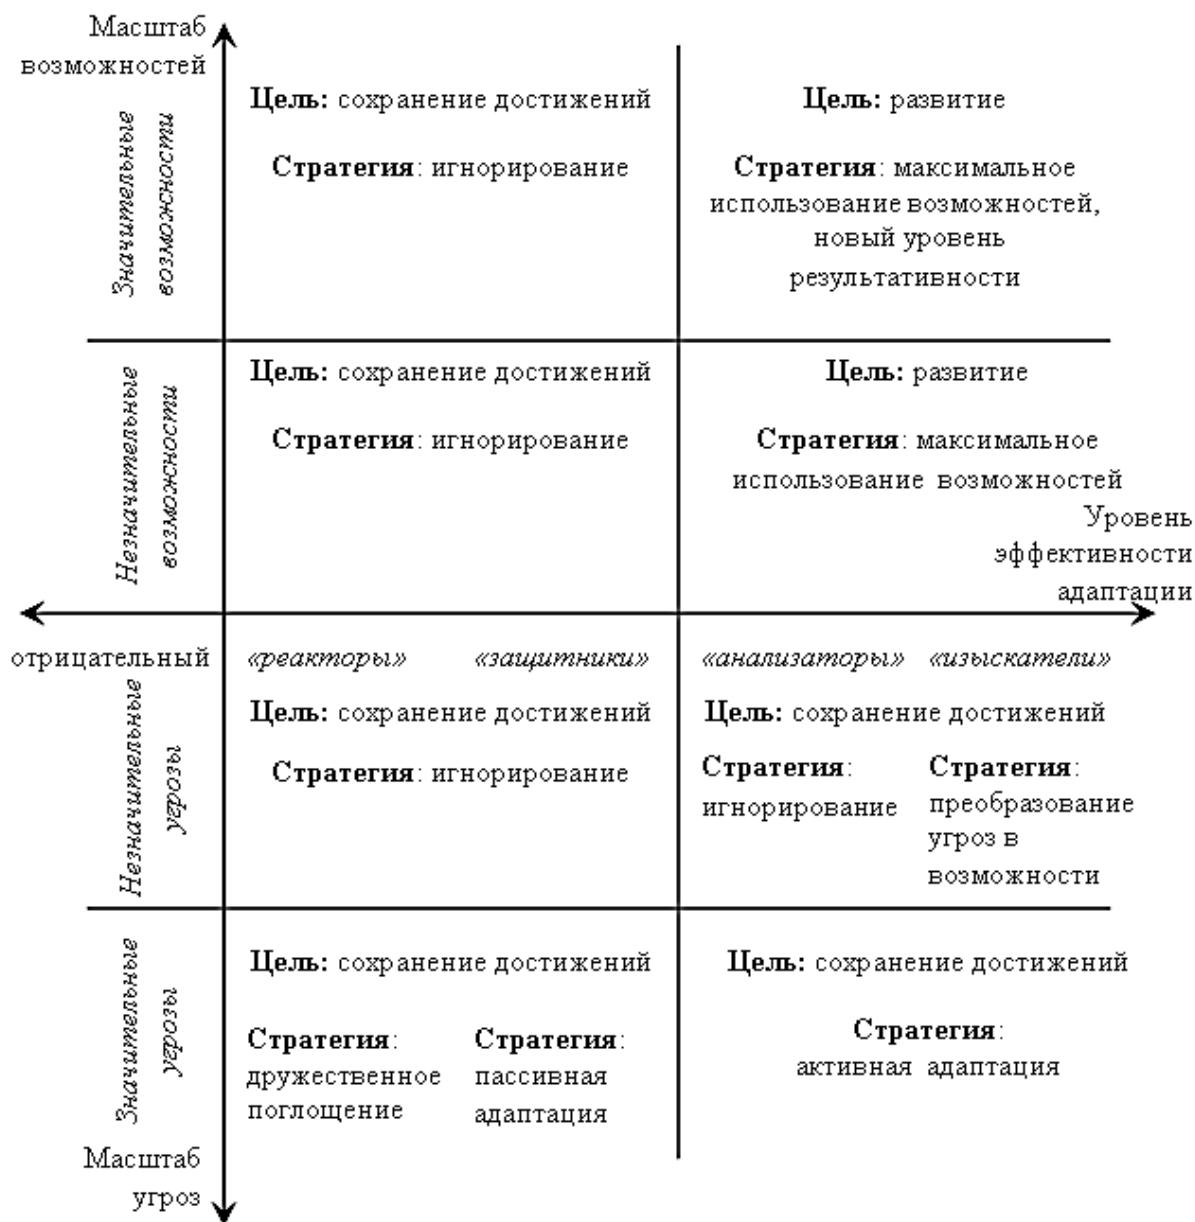 Масштаб
возможностей
Значительные
возможности
Цель: сохранение достижений
Стратегия: игнорирование
Цель: развитие
Стратегия: максимальное
использование возможностей,
новый уровень
результативности
Незначительные
возможности
Цель: сохранение достижений
Стратегия: игнорирование
Цель: развитие
Стратегия: максимальное
использование возможностей
Уровень
эффективности
адаптации
отрицательный
«реакторы»
«защитники»
«анализаторы»
«изыскатели»
Незначительные
угрозы
Цель: сохранение достижений
Стратегия: игнорирование
Цель: сохранение достижений
Стратегия:
игнорирование
Стратегия:
преобразование
угроз в
возможности
Значительные
угрозы
Цель: сохранение достижений
Стратегия:
дружественное
поглощение
Стратегия:
пассивная
адаптация
Цель: сохранение достижений
Стратегия:
активная адаптация
Масштаб
угроз